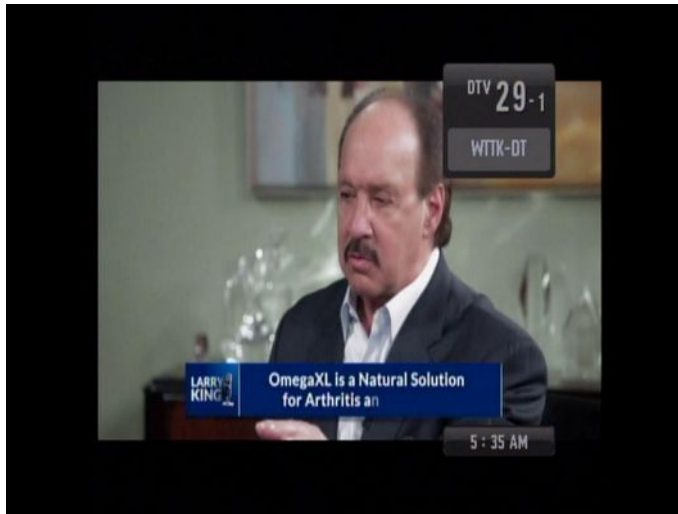 DTV 29-1
WTTK-DT
LARRY
KING
OmegaXL is a Natural Solution
for Arthritis an
5:35 AM